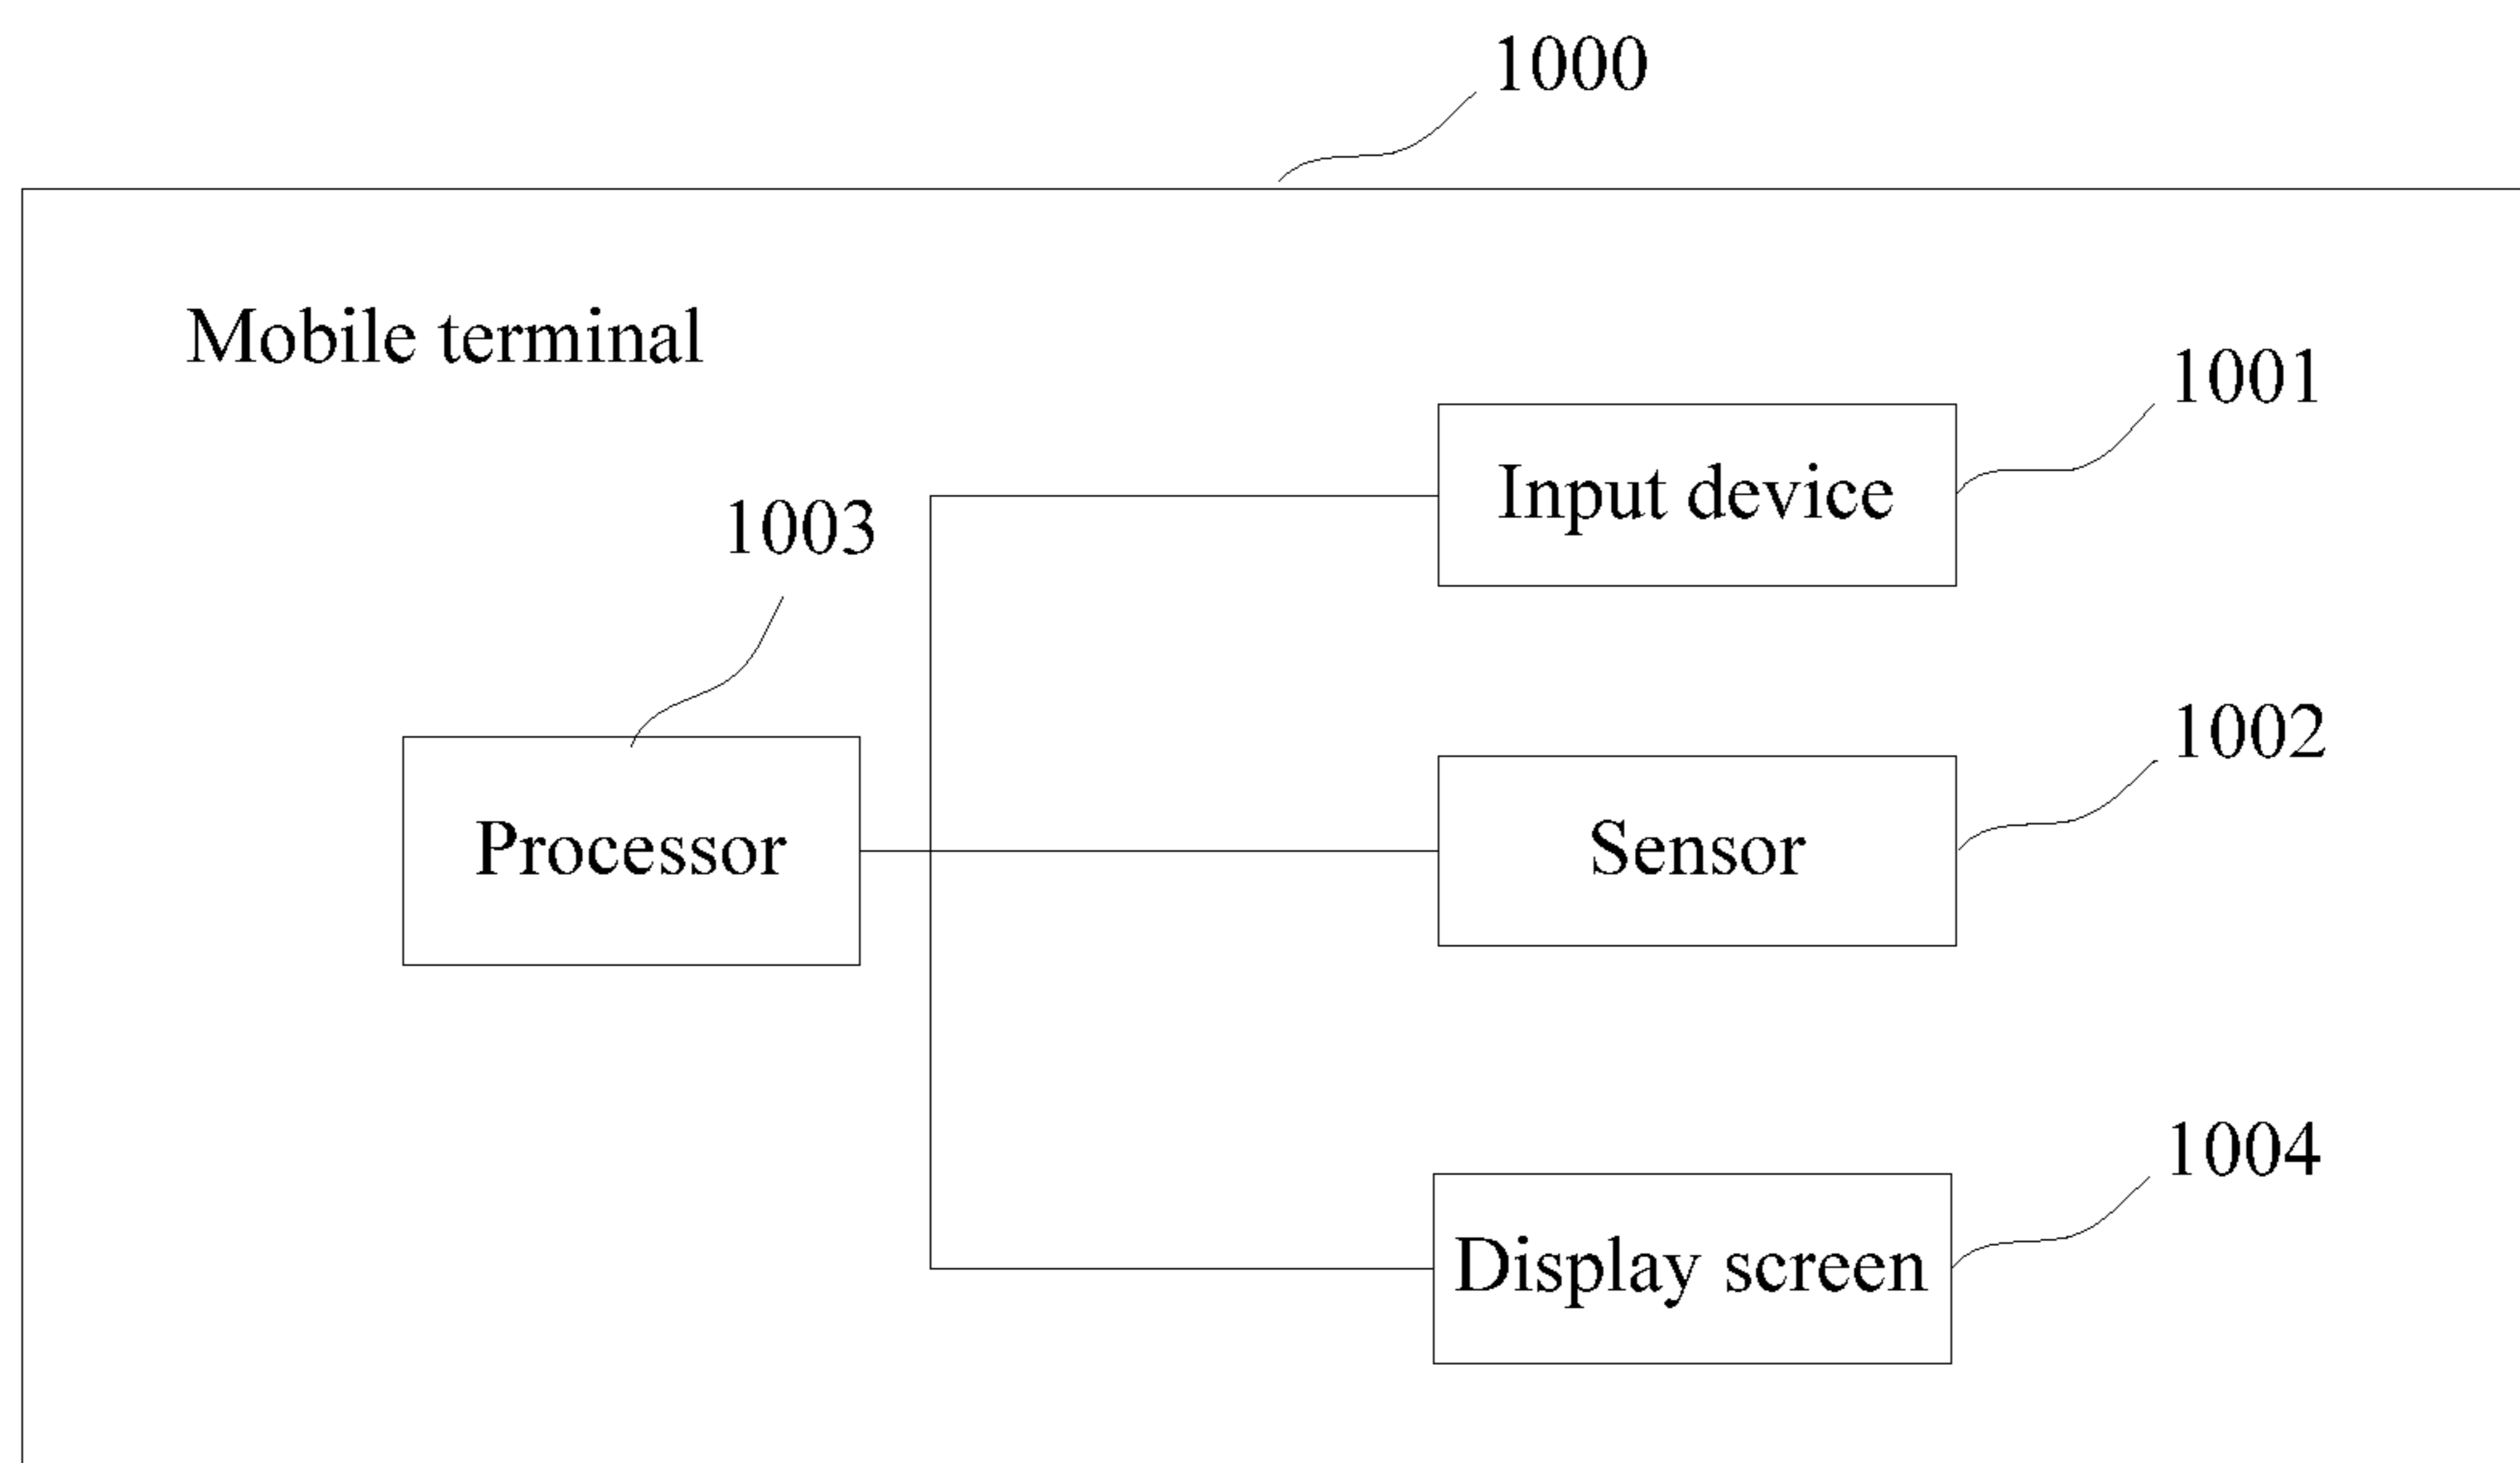 1000
Mobile terminal
1001
Input device
1003
1002
Processor
Sensor
1004
Display screen